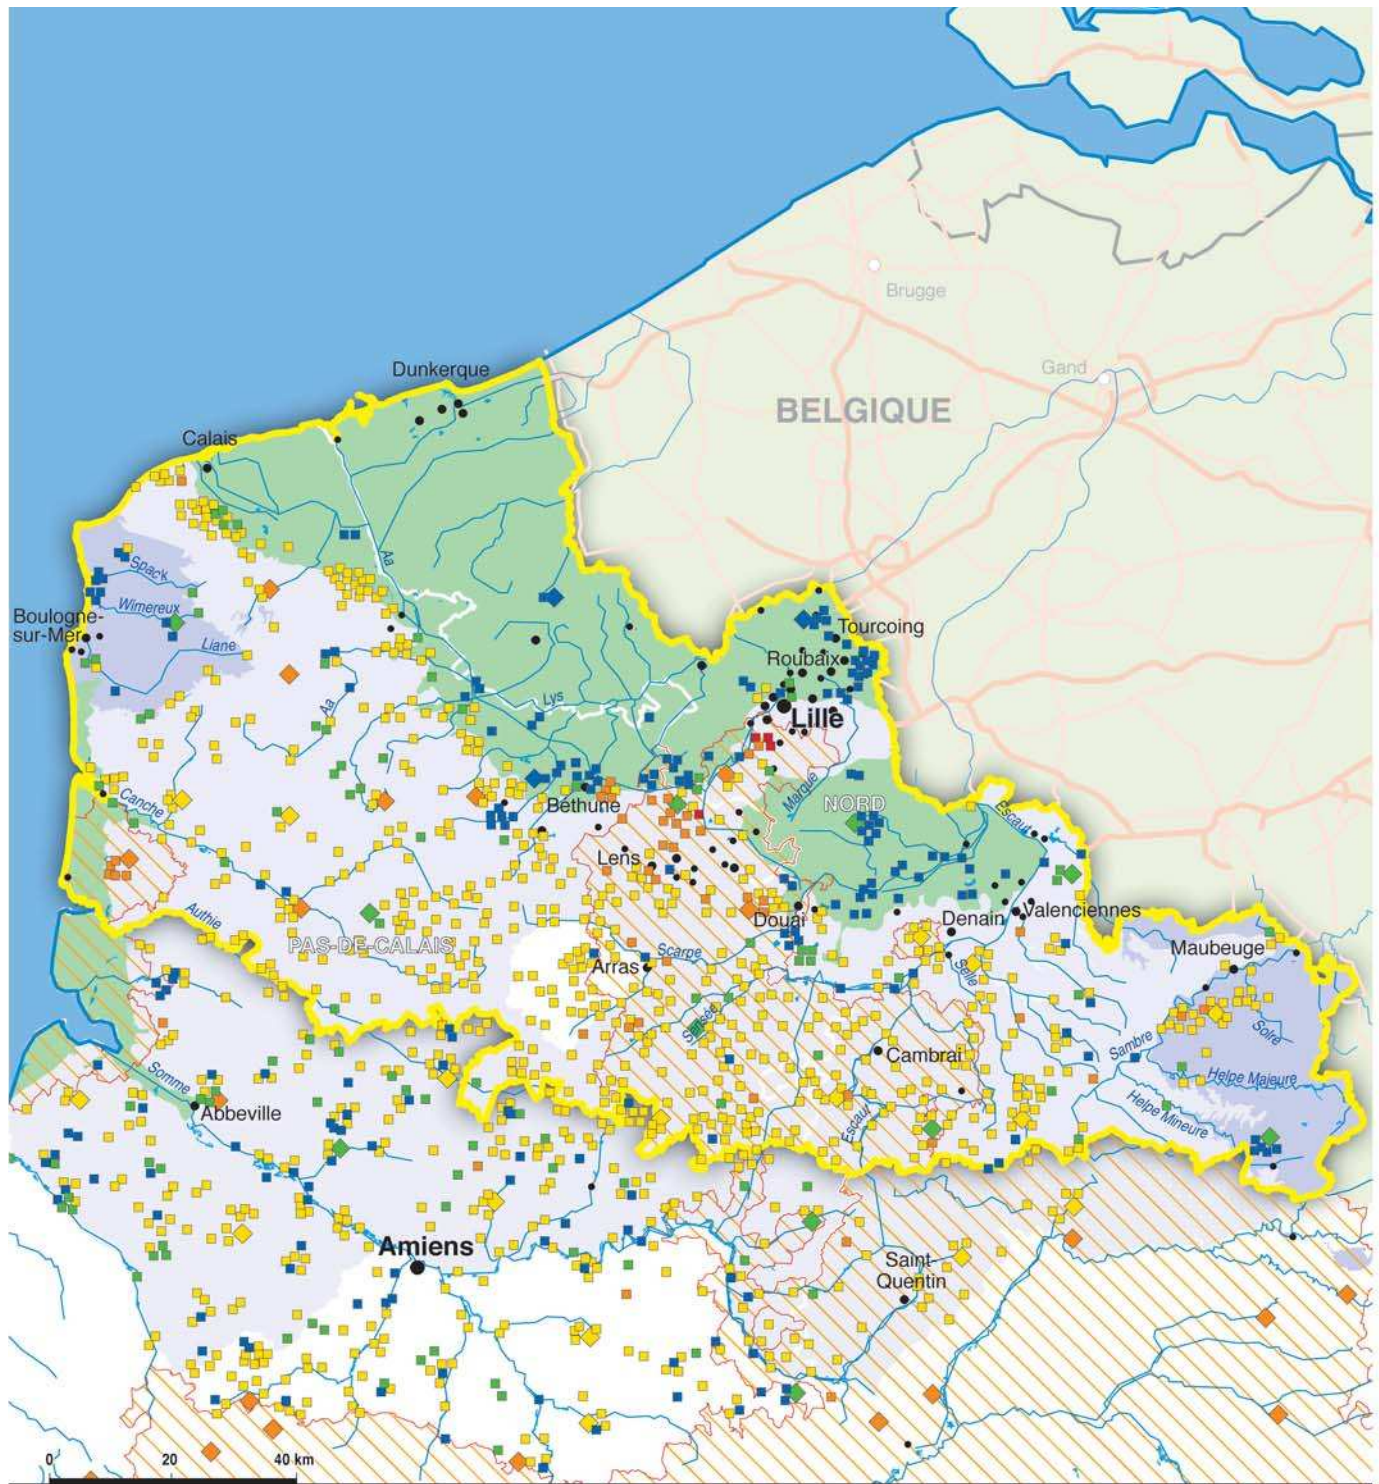 Brugge
Gand
Dunkerque
BELGIQUE
Calais
Aa
Spack
Wimereux
Boulogne-
sur-Mer
Tourcoing
Liane
Roubaix
Aa
Lys
Lille
Marque
Canche
Béthune
NORD
Escaut
Lens
Authie
Douai
Denain
Valenciennes
PAS-DE-CALAIS
Scarpe
Maubeuge
Arras
Selle
Sensée
Solre
Cambrai
Sambre
Somme
Helpe Majeure
Abbeville
Escaut
Helpe Mineure
Amiens
Saint-
Quentin
0 20 40 km